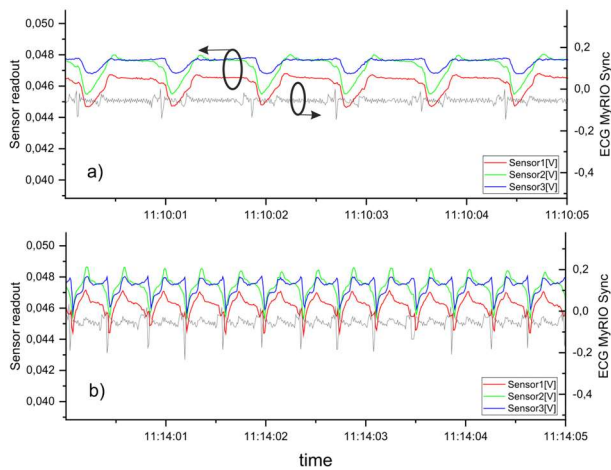 0,050
0,048
0,046
0,044
0,042
0,040
Sensor readout
0,2
0,0
-0,2
-0,4
ECG MyRIO Sync
a)
Sensor1[V]
Sensor2[V]
Sensor3[V]
11:10:01
11:10:02
11:10:03
11:10:04
11:10:05
0,050
0,048
0,046
0,044
0,042
0,040
Sensor readout
0,2
0,0
-0,2
-0,4
ECG MyRIO Sync
b)
Sensor1[V]
Sensor2[V]
Sensor3[V]
11:14:01
11:14:02
11:14:03
11:14:04
11:14:05
time